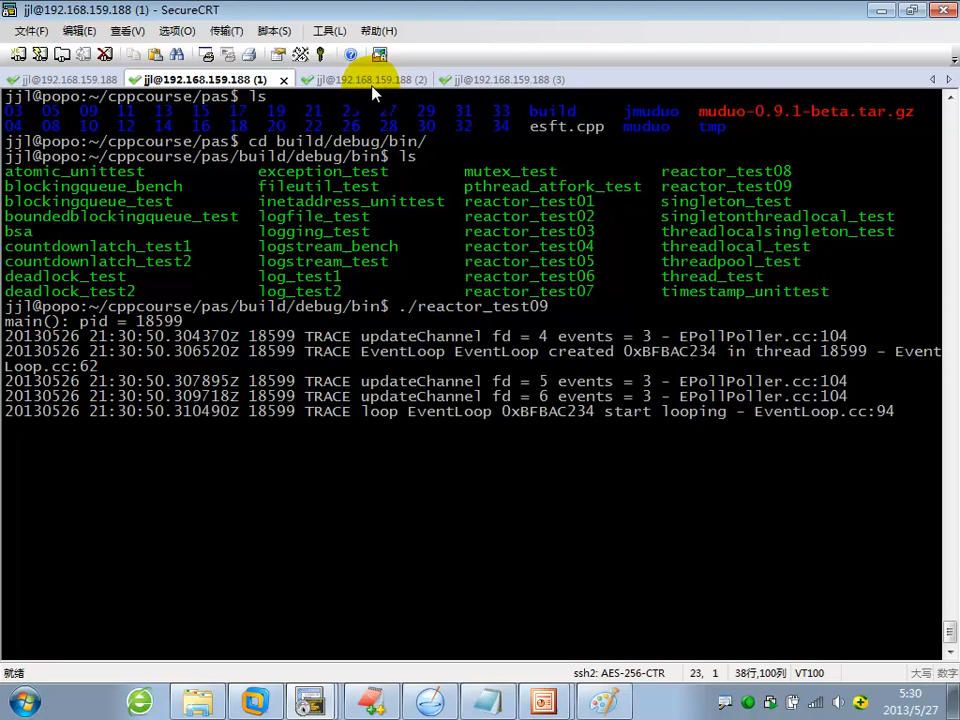 jjl@192.168.159.188 (1) - SecureCRT
文件(F) 编辑(E) 查看(V) 选项(O) 传输(T) 脚本(S) 工具(L) 帮助(H)
jjl@192.168.159.188 jjl@192.168.159.188 (1) jjl@192.168.159.188 (2) jjl@192.168.159.188 (3)
jjl@popo:~/cppcourse/pas$ ls
03 05 09 11 13 15 17 19 21 25 27 29 31 33 build jmuduo muduo-0.9.1-beta.tar.gz
04 08 10 12 14 16 18 20 22 26 28 30 32 34 esft.cpp muduo tmp
jjl@popo:~/cppcourse/pas$ cd build/debug/bin/
jjl@popo:~/cppcourse/pas/build/debug/bin$ ls
atomic_unittest exception_test mutex_test reactor_test08
blockingqueue_bench fileutil_test pthread_atfork_test reactor_test09
blockingqueue_test inetaddress_unittest reactor_test01 singleton_test
boundedblockingqueue_test logfile_test reactor_test02 singletonthreadlocal_test
bsa logging_test reactor_test03 threadlocalsingleton_test
countdownlatch_test1 logstream_bench reactor_test04 threadlocal_test
countdownlatch_test2 logstream_test reactor_test05 threadpool_test
deadlock_test log_test1 reactor_test06 thread_test
deadlock_test2 log_test2 reactor_test07 timestamp_unittest
jjl@popo:~/cppcourse/pas/build/debug/bin$ ./reactor_test09
main(): pid = 18599
20130526 21:30:50.304370Z 18599 TRACE updateChannel fd = 4 events = 3 - EPollPoller.cc:104
20130526 21:30:50.306520Z 18599 TRACE EventLoop EventLoop created 0xBFBAC234 in thread 18599 - Event
Loop.cc:62
20130526 21:30:50.307895Z 18599 TRACE updateChannel fd = 5 events = 3 - EPollPoller.cc:104
20130526 21:30:50.309718Z 18599 TRACE updateChannel fd = 6 events = 3 - EPollPoller.cc:104
20130526 21:30:50.310490Z 18599 TRACE loop EventLoop 0xBFBAC234 start looping - EventLoop.cc:94
就绪 ssh2: AES-256-CTR 23, 1 38行,100列 VT100 大写 数字
5:30
2013/5/27